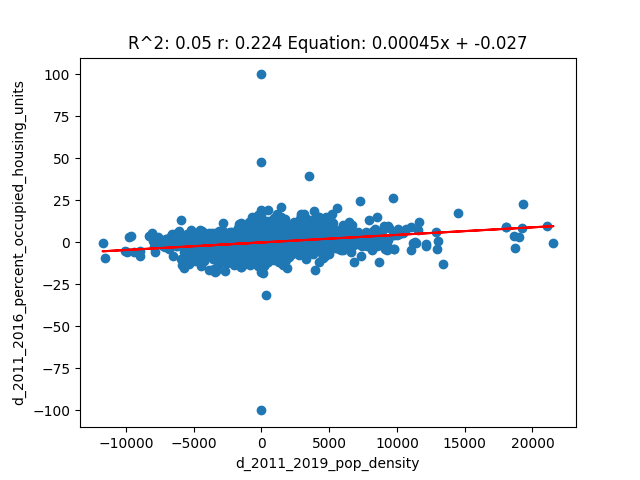 R^2: 0.05 r: 0.224 Equation: 0.00045x + -0.027
d_2011_2016_percent_occupied_housing_units
100
75
50
25
0
−25
−50
−75
−100
−10000 −5000 0 5000 10000 15000 20000
d_2011_2019_pop_density